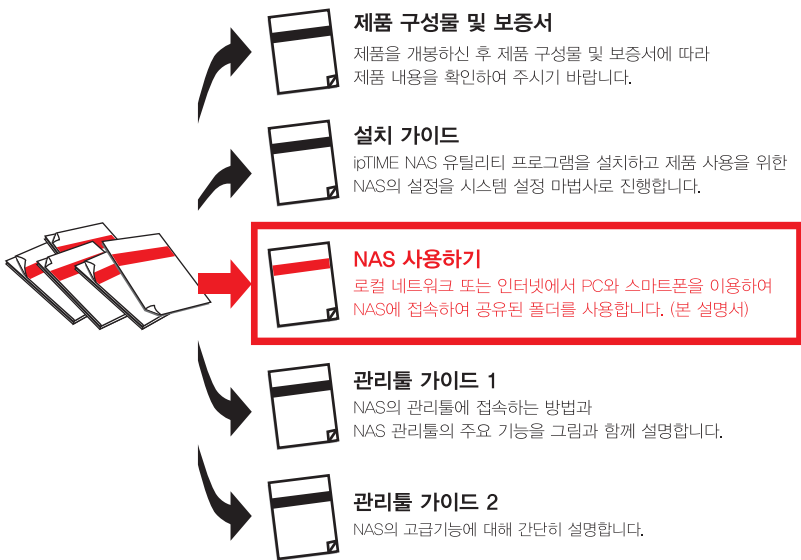 제품 구성물 및 보증서
제품을 개봉하신 후 제품 구성물 및 보증서에 따라
제품 내용을 확인하여 주시기 바랍니다.
설치 가이드
ipTIME NAS 유틸리티 프로그램을 설치하고 제품 사용을 위한
NAS의 설정을 시스템 설정 마법사로 진행합니다.
NAS 사용하기
로컬 네트워크 또는 인터넷에서 PC와 스마트폰을 이용하여
NAS에 접속하여 공유된 폴더를 사용합니다. (본 설명서)
관리툴 가이드 1
NAS의 관리툴에 접속하는 방법과
NAS 관리툴의 주요 기능을 그림과 함께 설명합니다.
관리툴 가이드 2
NAS의 고급기능에 대해 간단히 설명합니다.